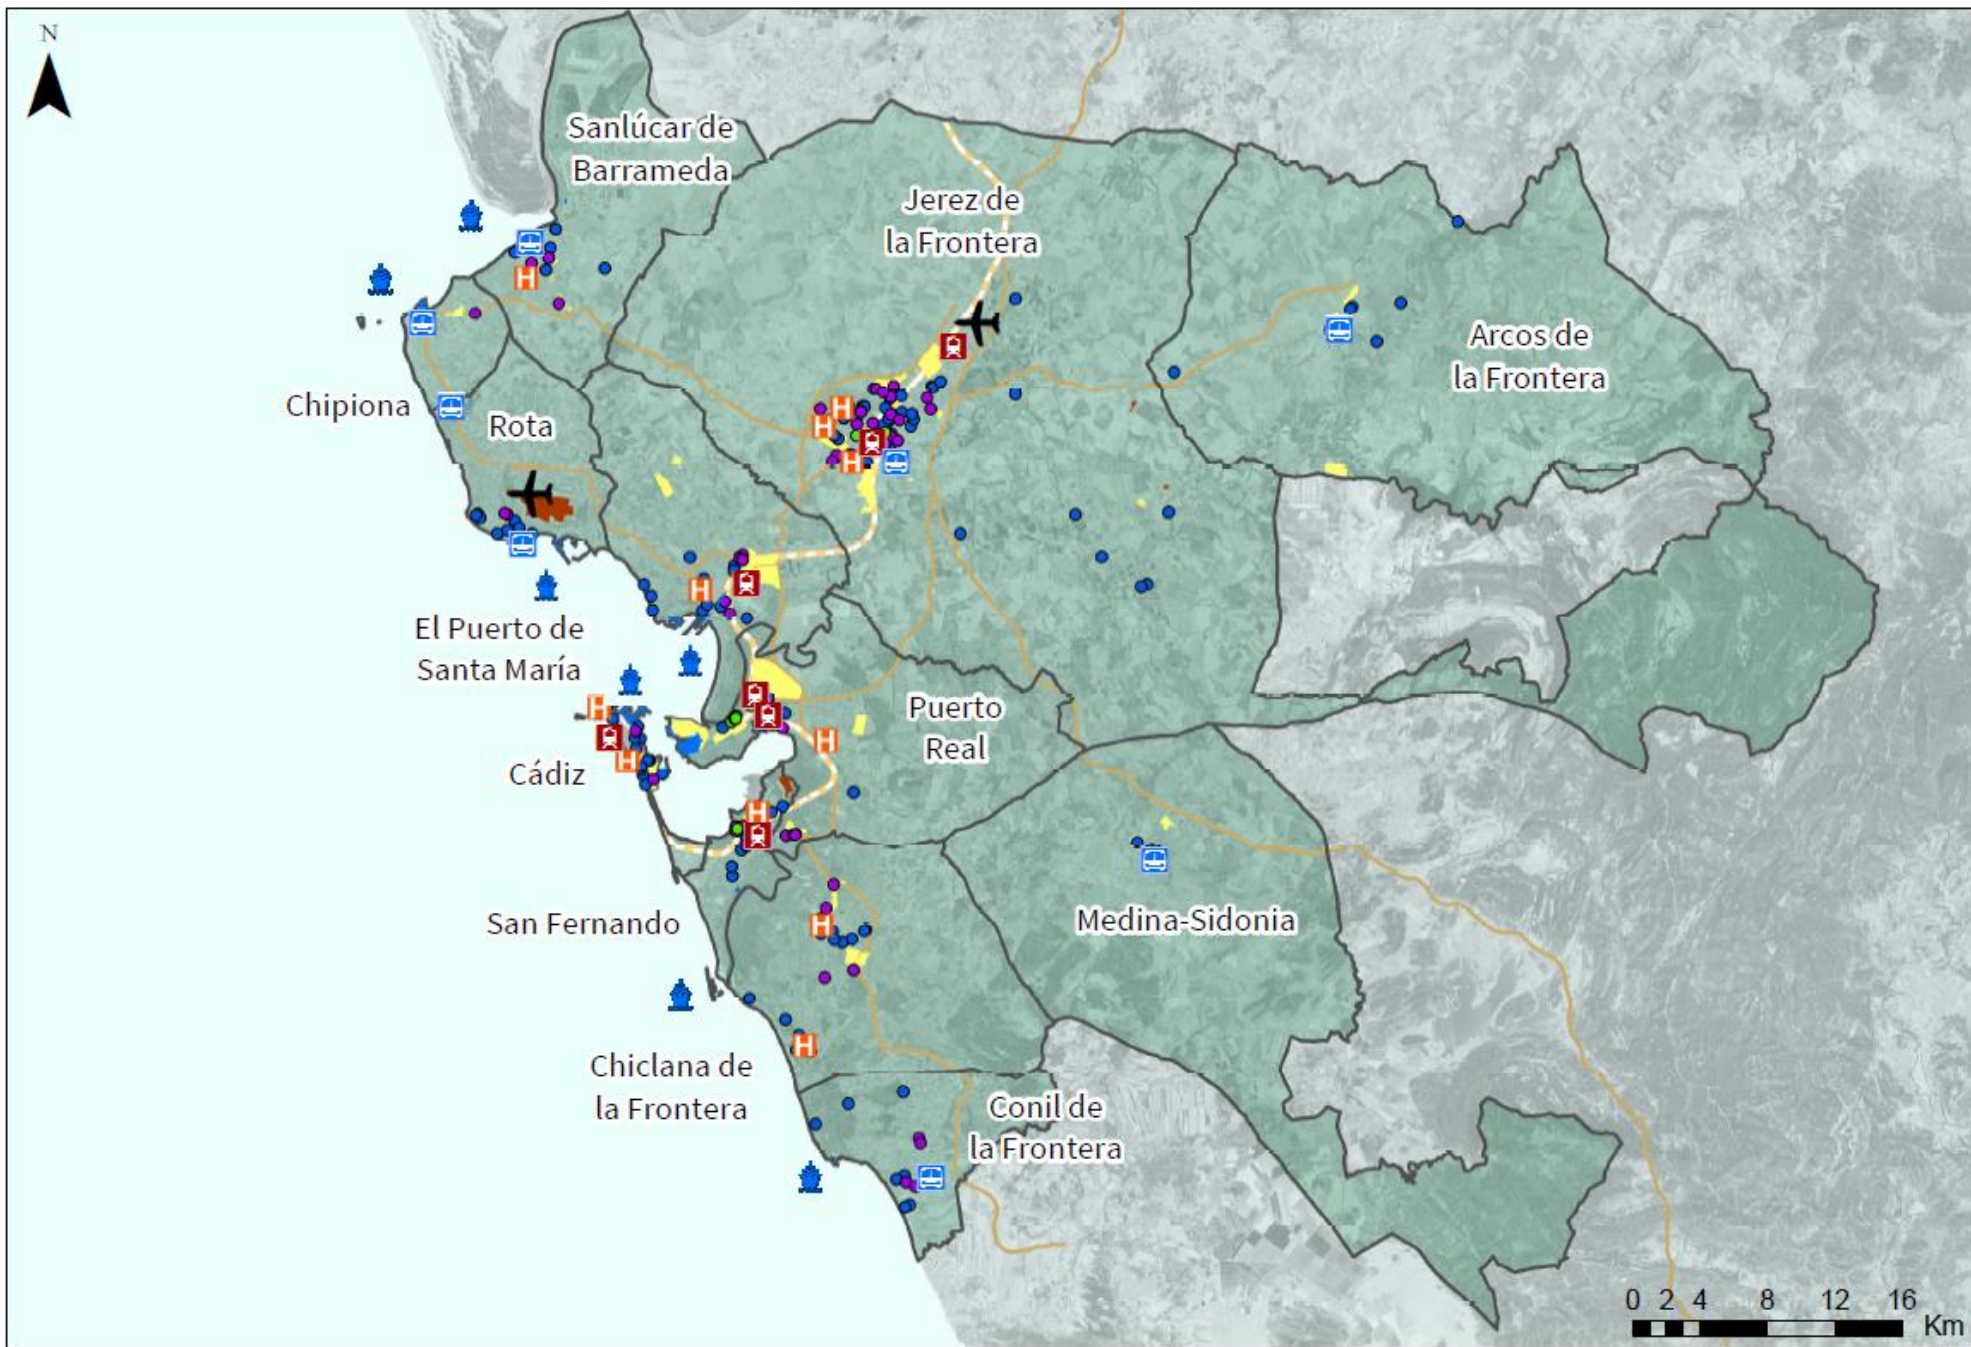 N
Sanlúcar de
Barrameda
Jerez de
la Frontera
Arcos de
la Frontera
Chipiona
Rota
El Puerto de
Santa María
Puerto
Real
Cádiz
San Fernando
Medina-Sidonia
Chiclana de
la Frontera
Conil de
la Frontera
H
H
H
H
H
H
H
H
H
H
H
0 2 4 8 12 16
Km